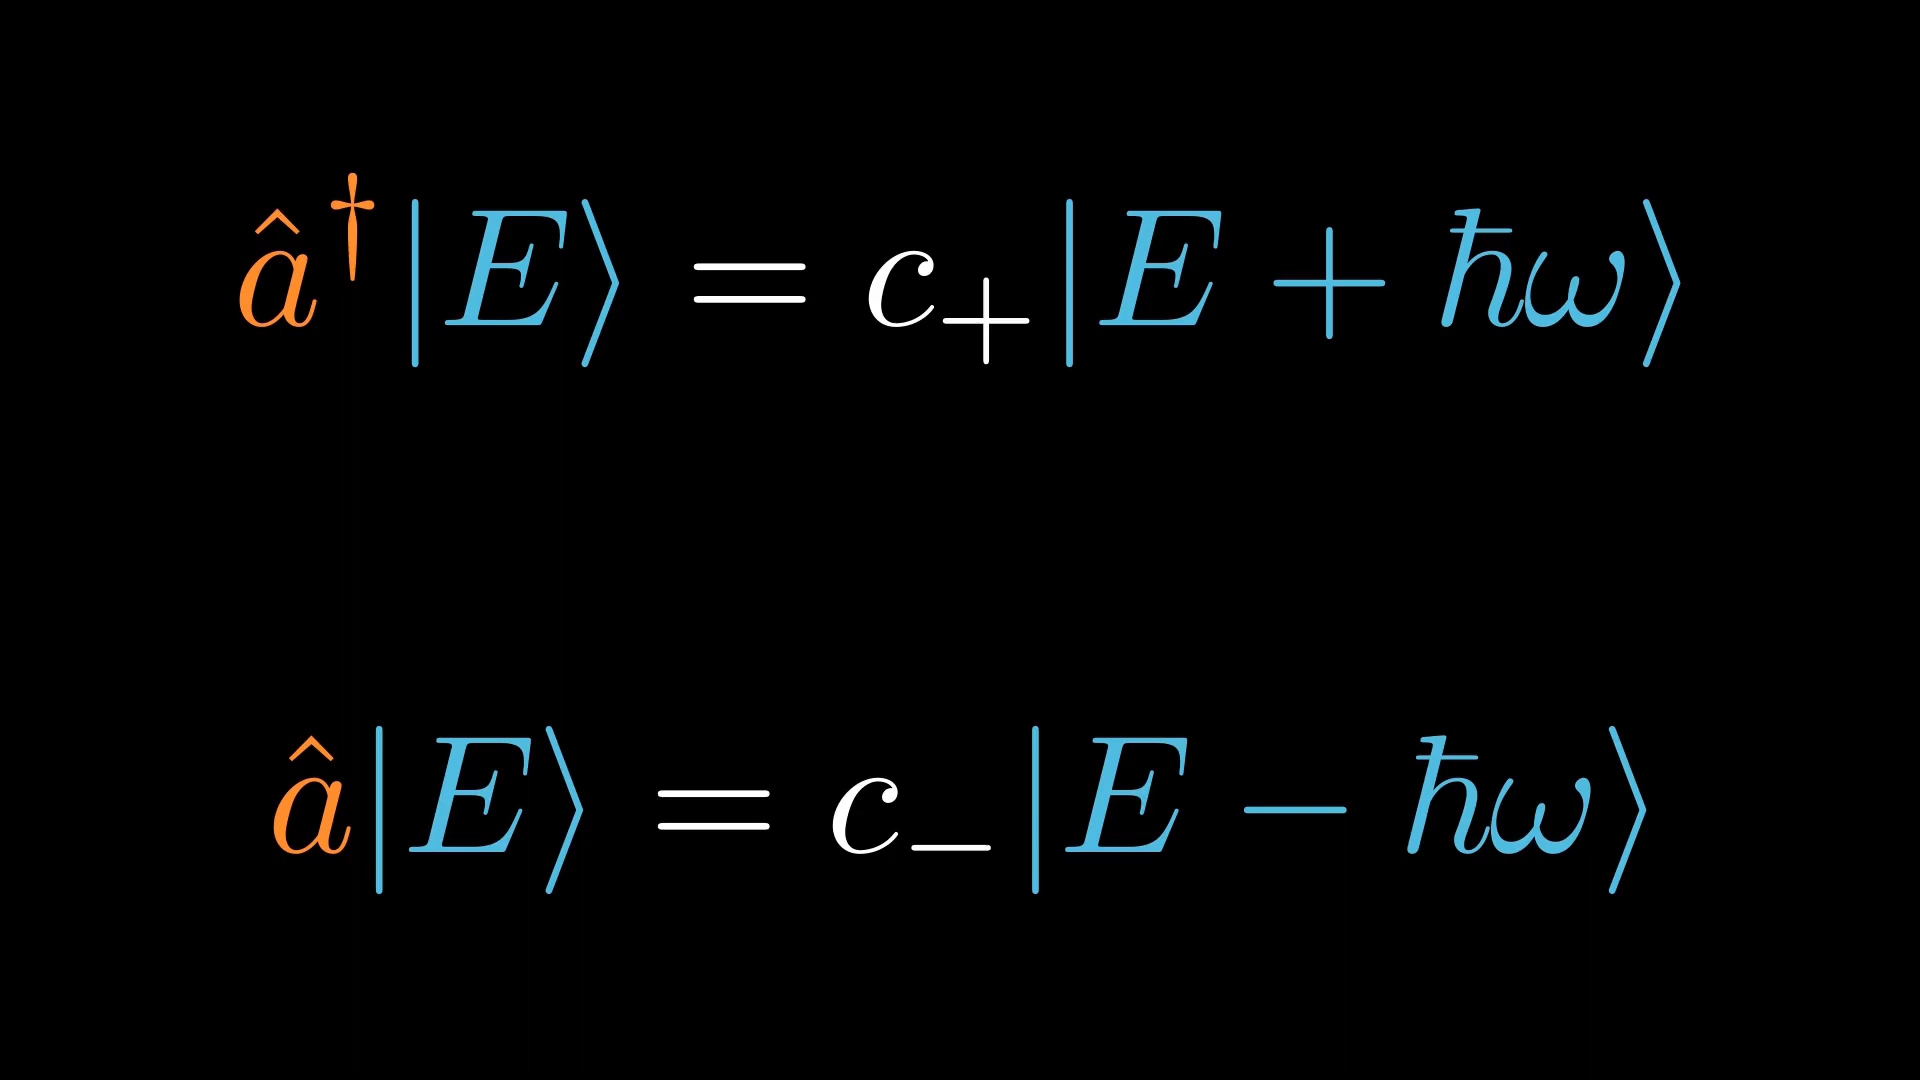 â†|E⟩ = c₊|E + ħω⟩
â|E⟩ = c₋|E − ħω⟩